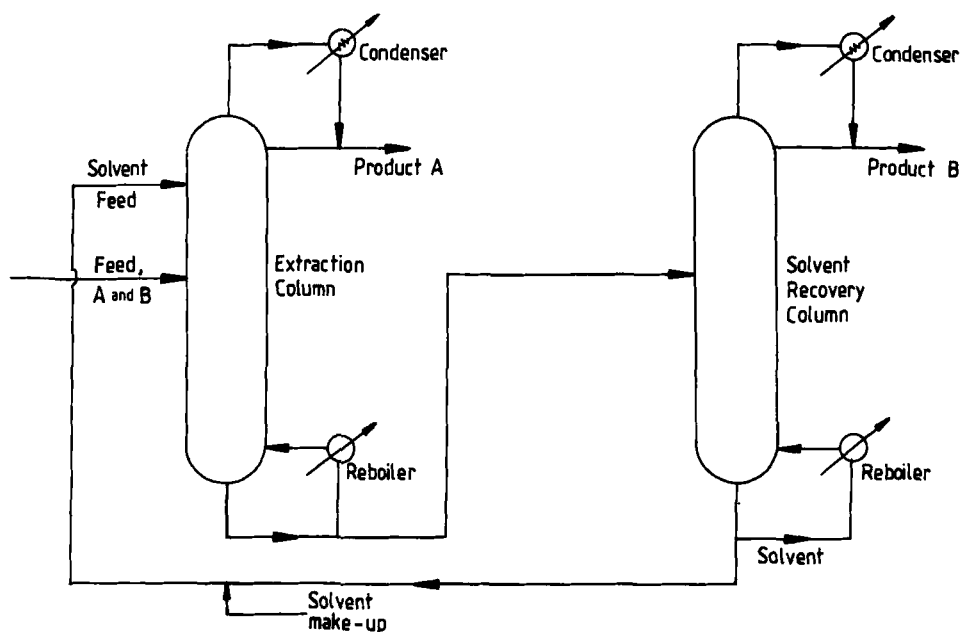 Condenser
Product A
Solvent
Feed
Feed,
A and B
Extraction
Column
Reboiler
Condenser
Product B
Solvent
Recovery
Column
Reboiler
Solvent
Solvent
make-up